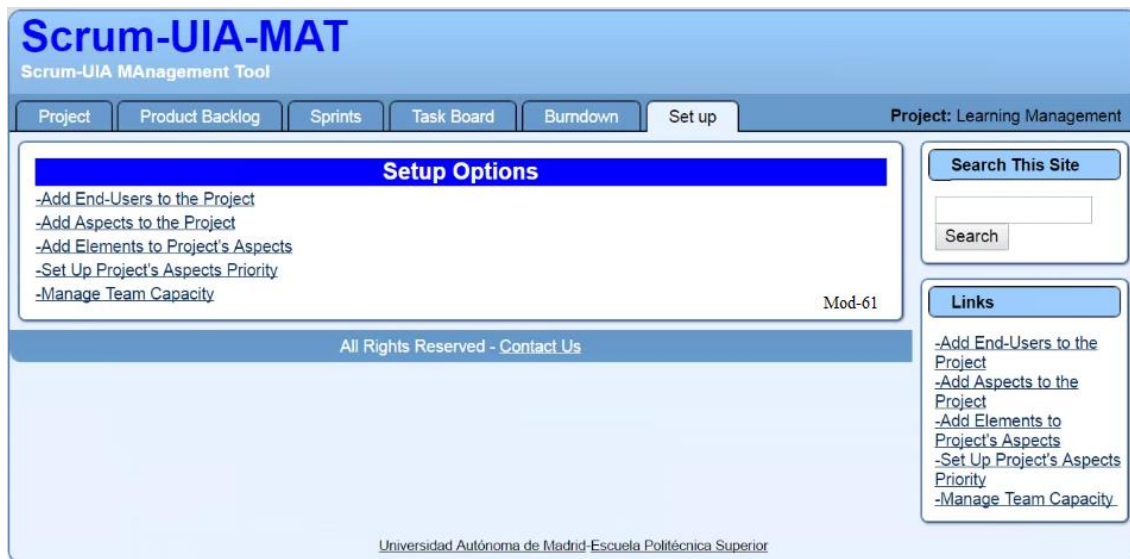 Scrum-UIA-MAT
Scrum-UIA MAnagement Tool
Project
Product Backlog
Sprints
Task Board
Burndown
Set up
Project: Learning Management
Setup Options
-Add End-Users to the Project
-Add Aspects to the Project
-Add Elements to Project's Aspects
-Set Up Project's Aspects Priority
-Manage Team Capacity
Mod-61
All Rights Reserved - Contact Us
Search This Site
Search
Links
-Add End-Users to the
Project
-Add Aspects to the
Project
-Add Elements to
Project's Aspects
-Set Up Project's Aspects
Priority
-Manage Team Capacity
Universidad Autónoma de Madrid-Escuela Politécnica Superior